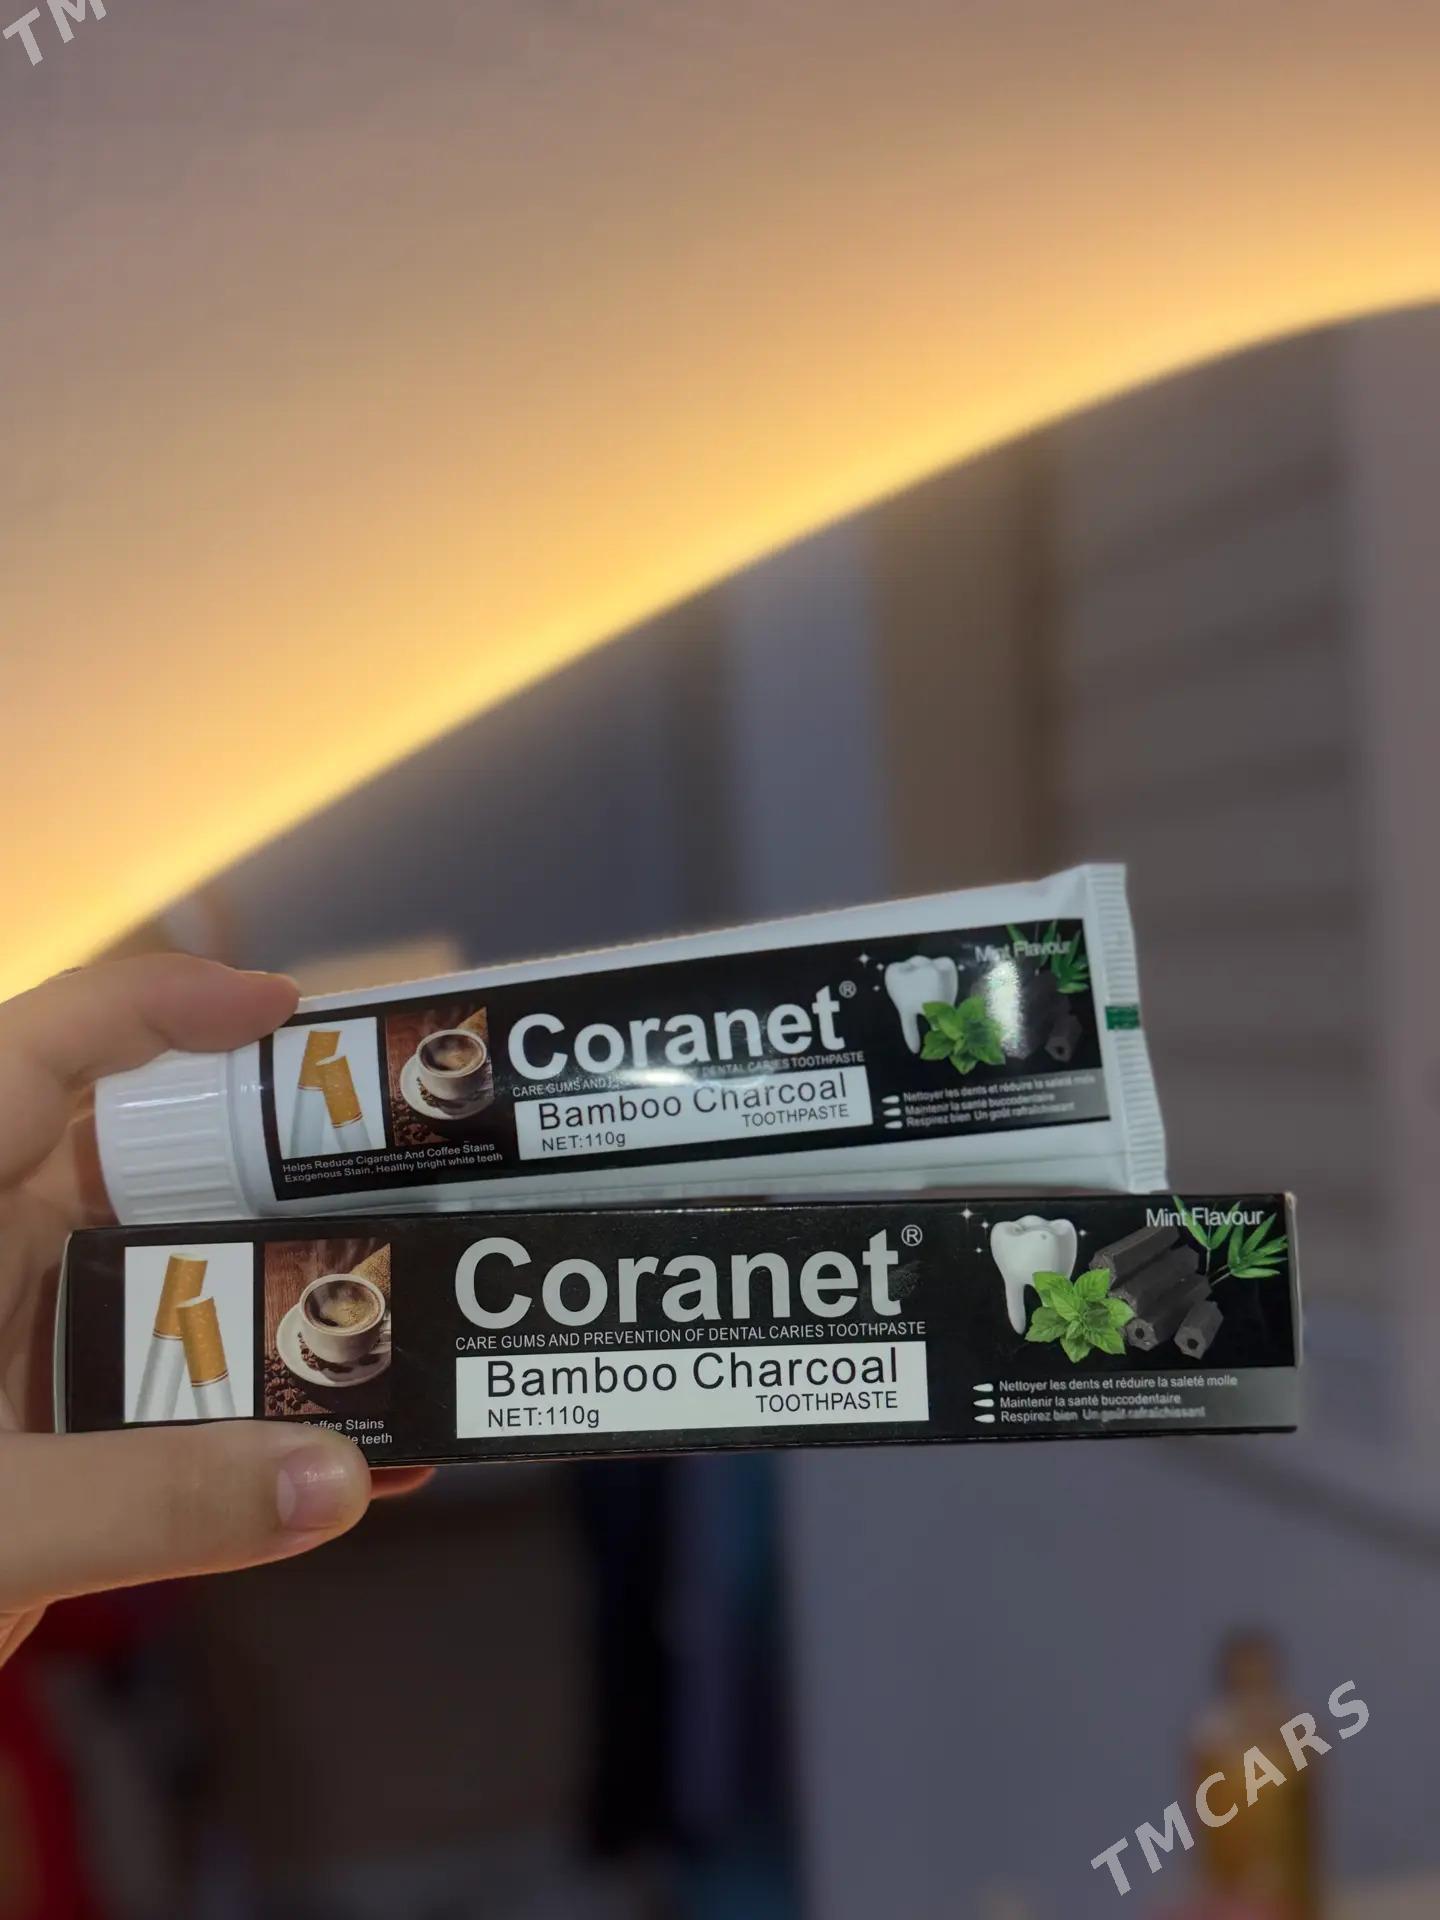 TM
Mint Flavour
Coranet®
CARE GUMS AND DENTAL CARIES TOOTHPASTE
Bamboo Charcoal
TOOTHPASTE
NET:110g
Helps Reduce Cigarette And Coffee Stains
Exogenous Stain, Healthy bright white teeth
Nettoyer les dents et réduire la saleté mole
Maintenir la santé buccodentaire
Respirez bien Un goût rafraîchissant
Mint Flavour
Coranet®
CARE GUMS AND PREVENTION OF DENTAL CARIES TOOTHPASTE
Bamboo Charcoal
TOOTHPASTE
NET:110g
Coffee Stains
teeth
Nettoyer les dents et réduire la saleté molle
Maintenir la santé buccodentaire
Respirez bien Un goût rafraîchissant
TMCARS